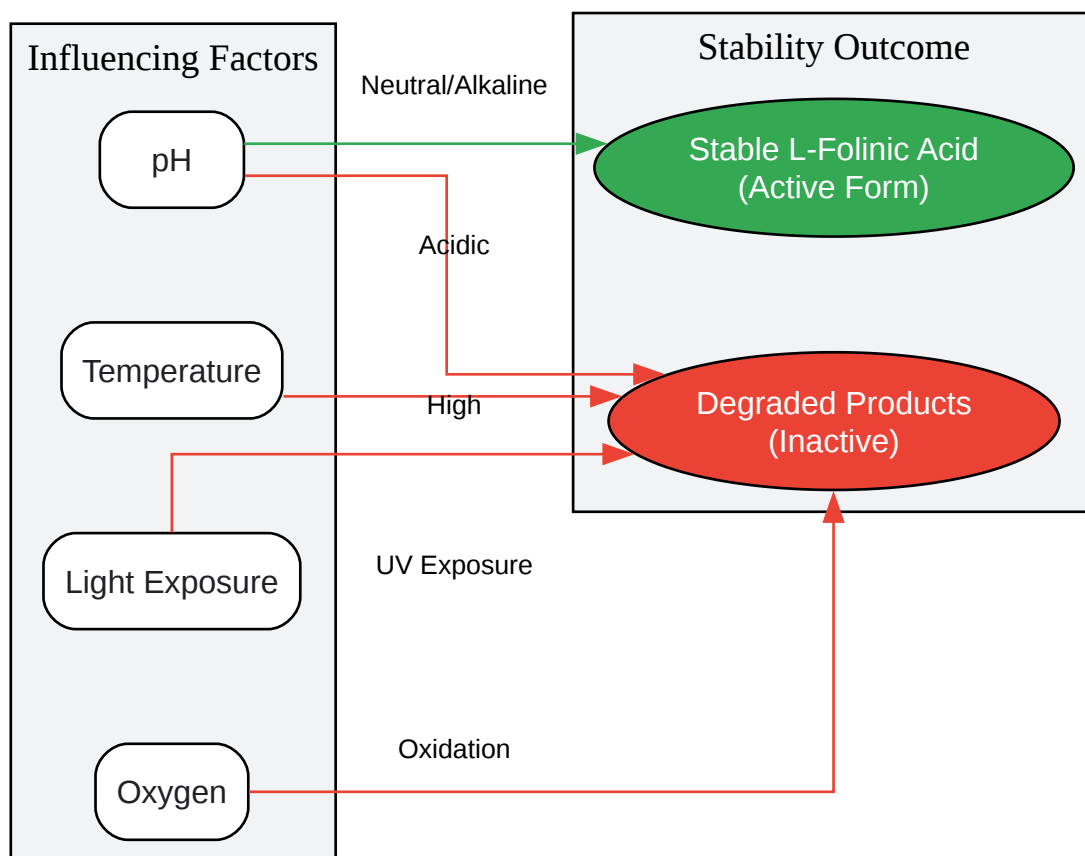 Influencing Factors
Stability Outcome
Neutral/Alkaline
pH
Stable L-Folinic Acid
(Active Form)
Acidic
Temperature
High
Degraded Products
(Inactive)
Light Exposure
UV Exposure
Oxidation
Oxygen